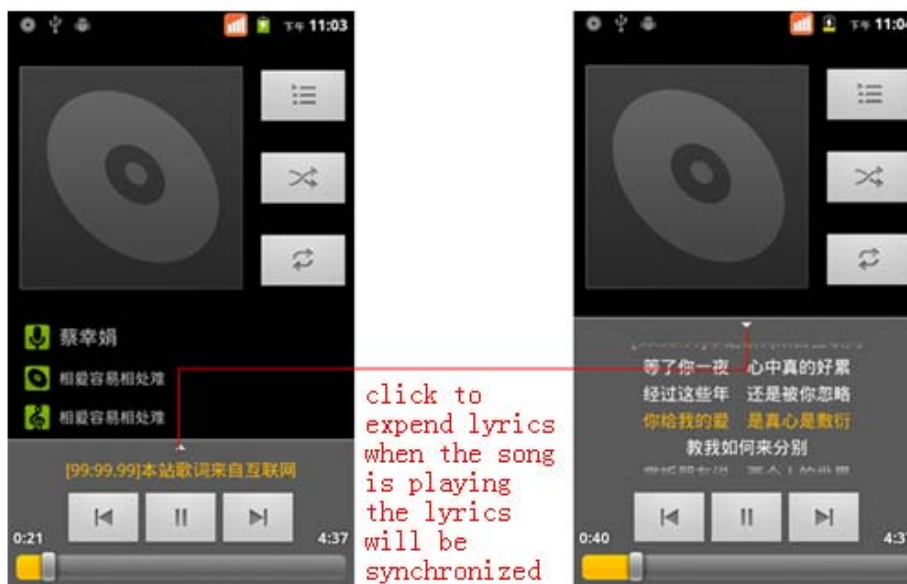 下午 11:03
蔡幸娟
相爱容易相处难
相爱容易相处难
[99:99.99]本站歌词来自互联网
0:21
4:37
click to
expend lyrics
when the song
is playing
the lyrics
will be
synchronized
下午 11:04
等了你一夜 心中真的好累
经过这些年 还是被你忽略
你给我的爱 是真心是敷衍
教我如何来分别
0:40
4:37